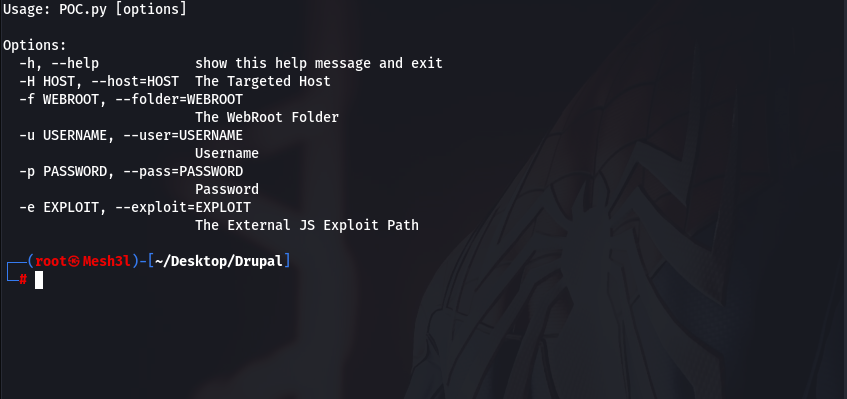 Usage: POC.py [options]
Options:
-h, --help show this help message and exit
-H HOST, --host=HOST The Targeted Host
-f WEBROOT, --folder=WEBROOT
The WebRoot Folder
-u USERNAME, --user=USERNAME
Username
-p PASSWORD, --pass=PASSWORD
Password
-e EXPLOIT, --exploit=EXPLOIT
The External JS Exploit Path
┌──(root㉿Mesh3l)-[~/Desktop/Drupal]
└─#